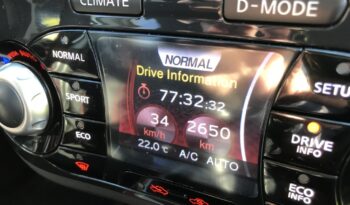 CLIMATE D-MODE
NORMAL
NORMAL
Drive Information
SETU
77:32:32
SPORT
34 2650
km/h km
DRIVE
INFO
ECO
22.0°c A/C AUTO
ECO
INFO